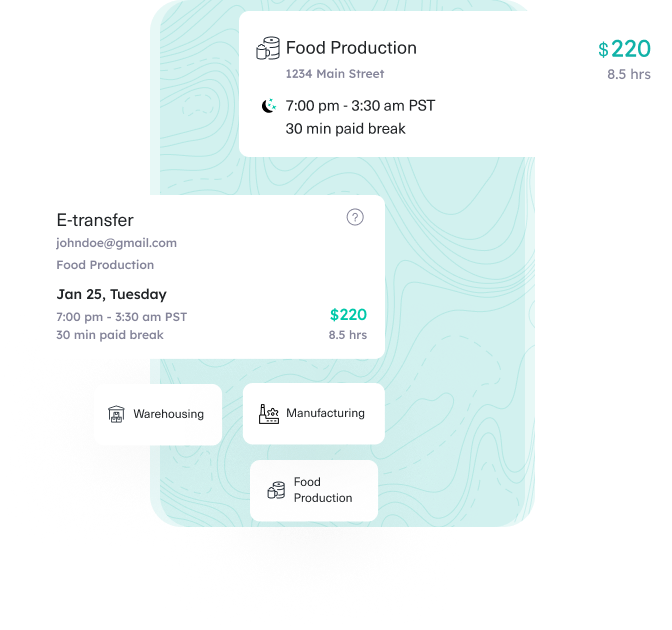 Food Production
$220
1234 Main Street
8.5 hrs
7:00 pm - 3:30 am PST
30 min paid break
E-transfer
?
johndoe@gmail.com
Food Production
Jan 25, Tuesday
7:00 pm - 3:30 am PST
$220
30 min paid break
8.5 hrs
Warehousing
Manufacturing
Food
Production